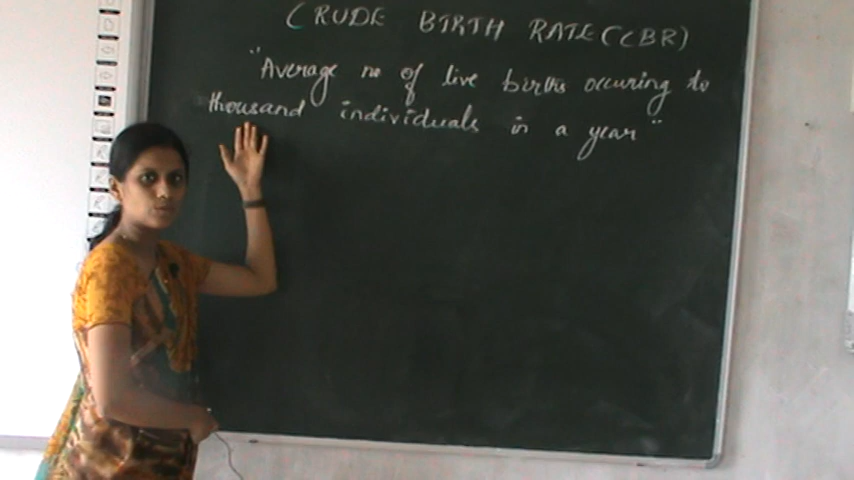 CRUDE BIRTH RATE (CBR)
"Average no of live births occuring to
thousand individuals in a year"